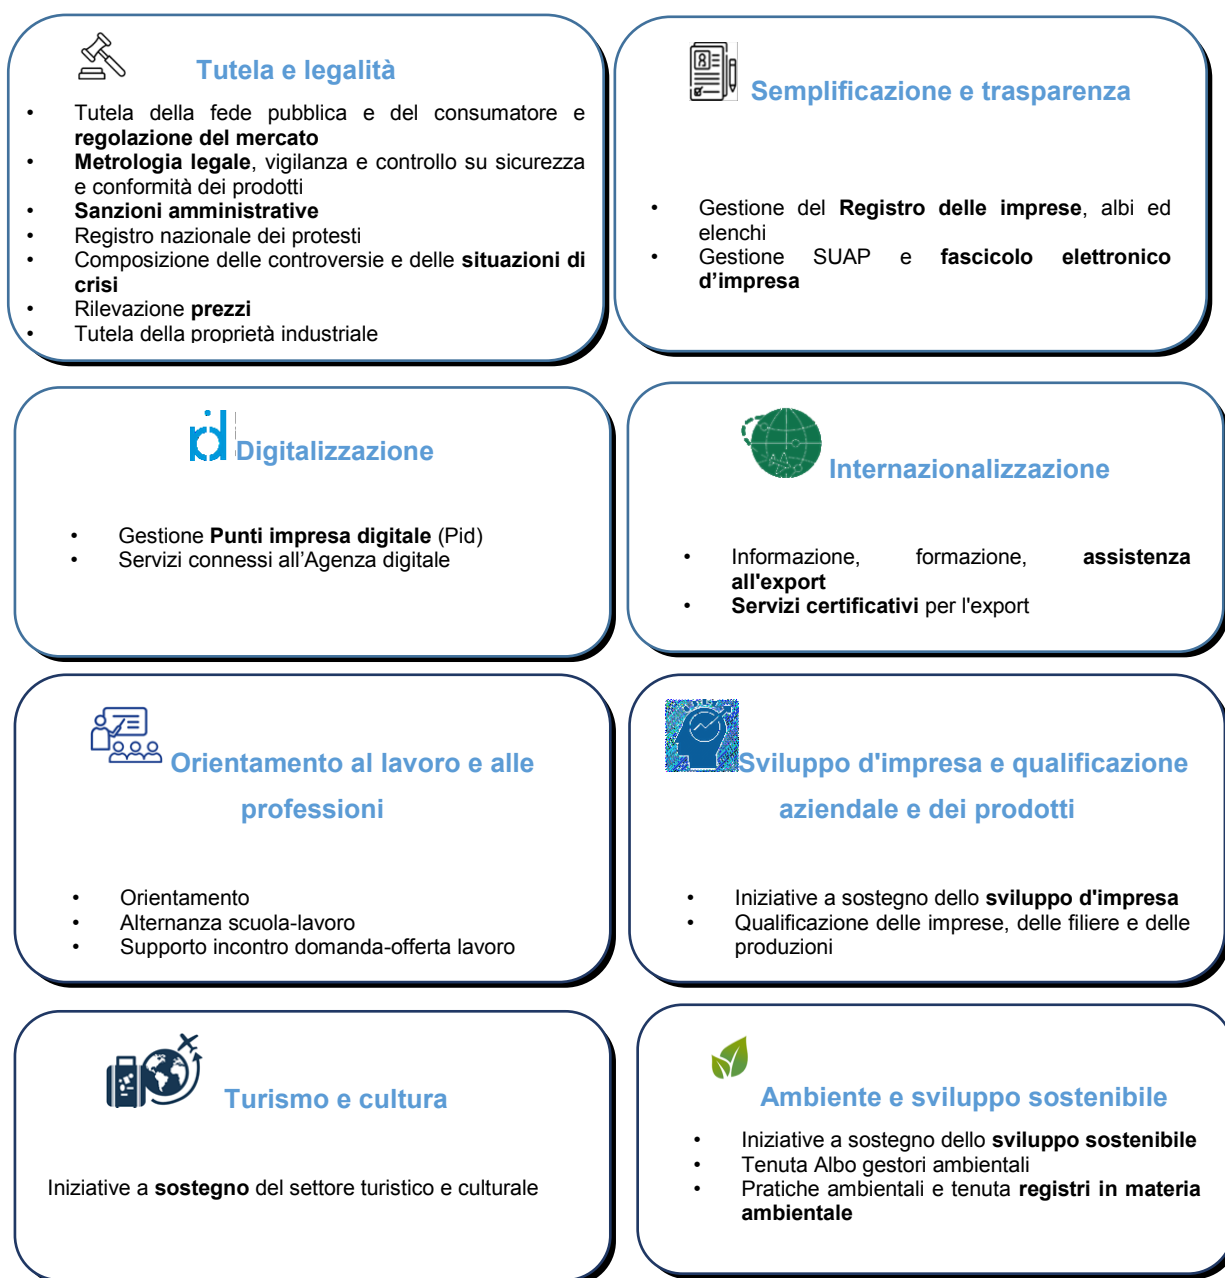 Tutela e legalità
• Tutela della fede pubblica e del consumatore e
regolazione del mercato
• Metrologia legale, vigilanza e controllo su sicurezza
e conformità dei prodotti
• Sanzioni amministrative
• Registro nazionale dei protesti
• Composizione delle controversie e delle situazioni di
crisi
• Rilevazione prezzi
• Tutela della proprietà industriale
Semplificazione e trasparenza
• Gestione del Registro delle imprese, albi ed
elenchi
• Gestione SUAP e fascicolo elettronico
d’impresa
Digitalizzazione
• Gestione Punti impresa digitale (Pid)
• Servizi connessi all’Agenza digitale
Internazionalizzazione
• Informazione, formazione, assistenza
all'export
• Servizi certificativi per l'export
Orientamento al lavoro e alle
professioni
• Orientamento
• Alternanza scuola-lavoro
• Supporto incontro domanda-offerta lavoro
Sviluppo d'impresa e qualificazione
aziendale e dei prodotti
• Iniziative a sostegno dello sviluppo d'impresa
• Qualificazione delle imprese, delle filiere e delle
produzioni
Turismo e cultura
Iniziative a sostegno del settore turistico e culturale
Ambiente e sviluppo sostenibile
• Iniziative a sostegno dello sviluppo sostenibile
• Tenuta Albo gestori ambientali
• Pratiche ambientali e tenuta registri in materia
ambientale